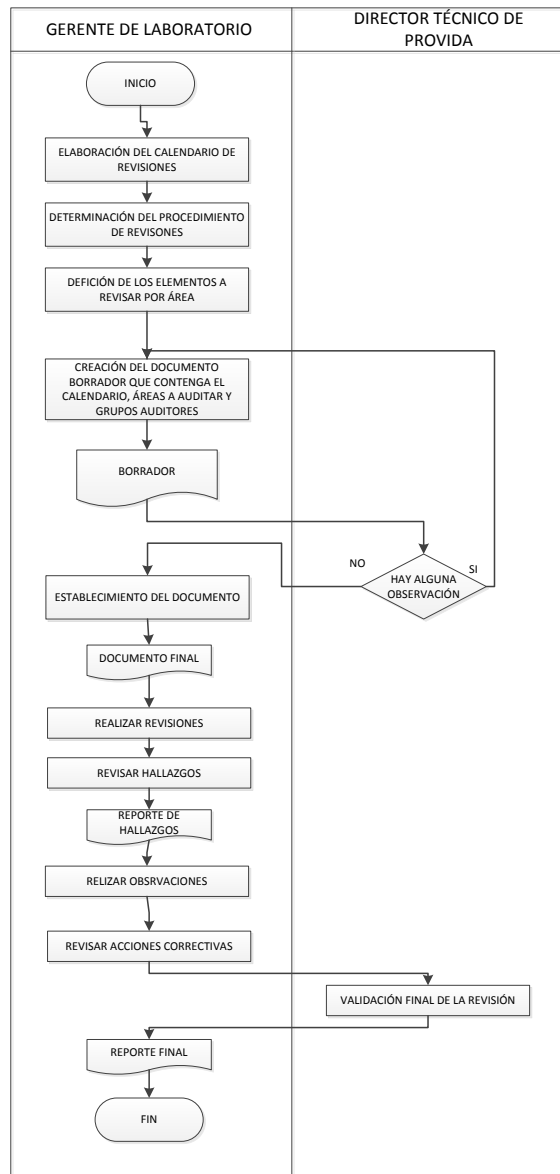 GERENTE DE LABORATORIO
DIRECTOR TÉCNICO DE
PROVIDA
INICIO
ELABORACIÓN DEL CALENDARIO DE
REVISIONES
DETERMINACIÓN DEL PROCEDIMIENTO
DE REVISONES
DEFICIÓN DE LOS ELEMENTOS A
REVISAR POR ÁREA
CREACIÓN DEL DOCUMENTO
BORRADOR QUE CONTENGA EL
CALENDARIO, ÁREAS A AUDITAR Y
GRUPOS AUDITORES
BORRADOR
NO
HAY ALGUNA
OBSERVACIÓN
SI
ESTABLECIMIENTO DEL DOCUMENTO
DOCUMENTO FINAL
REALIZAR REVISIONES
REVISAR HALLAZGOS
REPORTE DE
HALLAZGOS
RELIZAR OBSRVACIONES
REVISAR ACCIONES CORRECTIVAS
VALIDACIÓN FINAL DE LA REVISIÓN
REPORTE FINAL
FIN